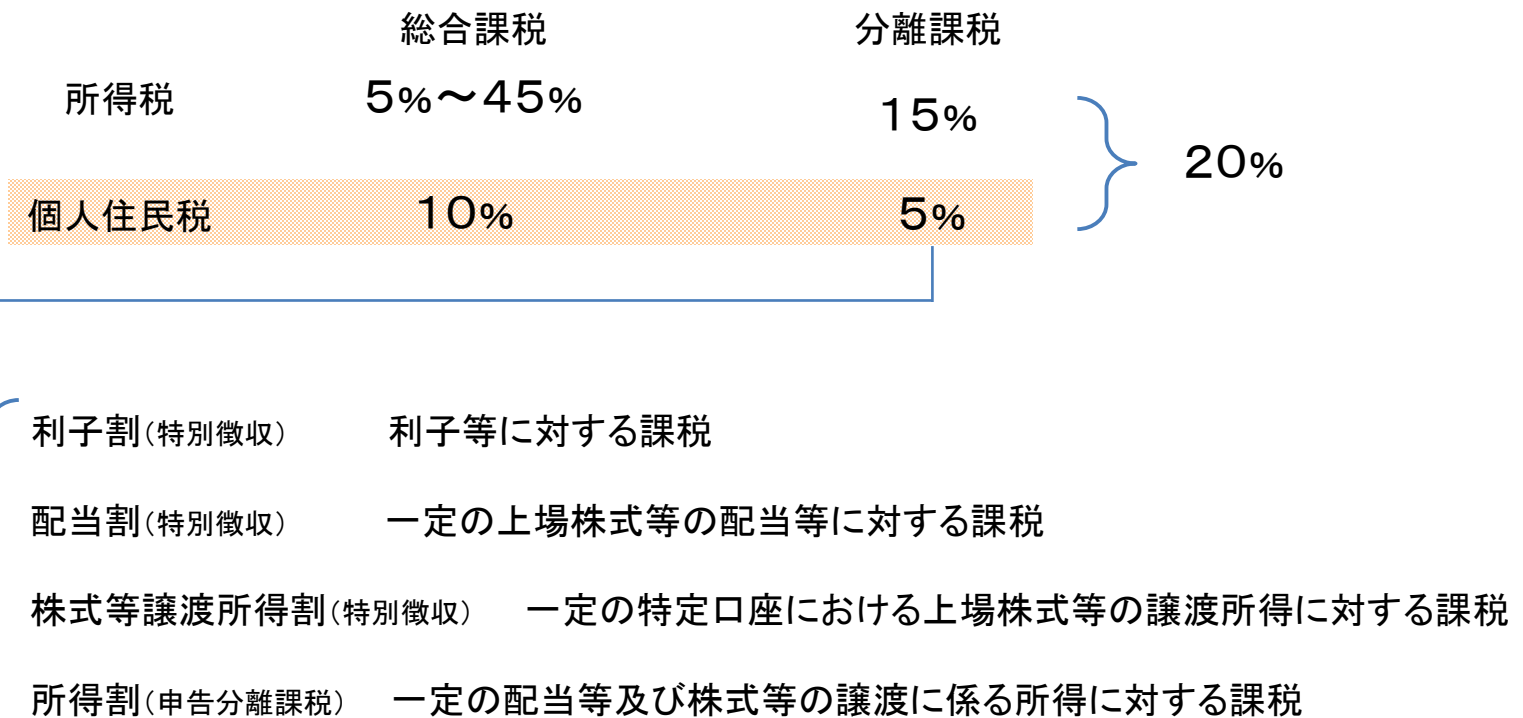 総合課税 分離課税
所得税 5%~45% 15%
20%
個人住民税 10% 5%
利子割(特別徴収) 利子等に対する課税
配当割(特別徴収) 一定の上場株式等の配当等に対する課税
株式等譲渡所得割(特別徴収) 一定の特定口座における上場株式等の譲渡所得に対する課税
所得割(申告分離課税) 一定の配当等及び株式等の譲渡に係る所得に対する課税